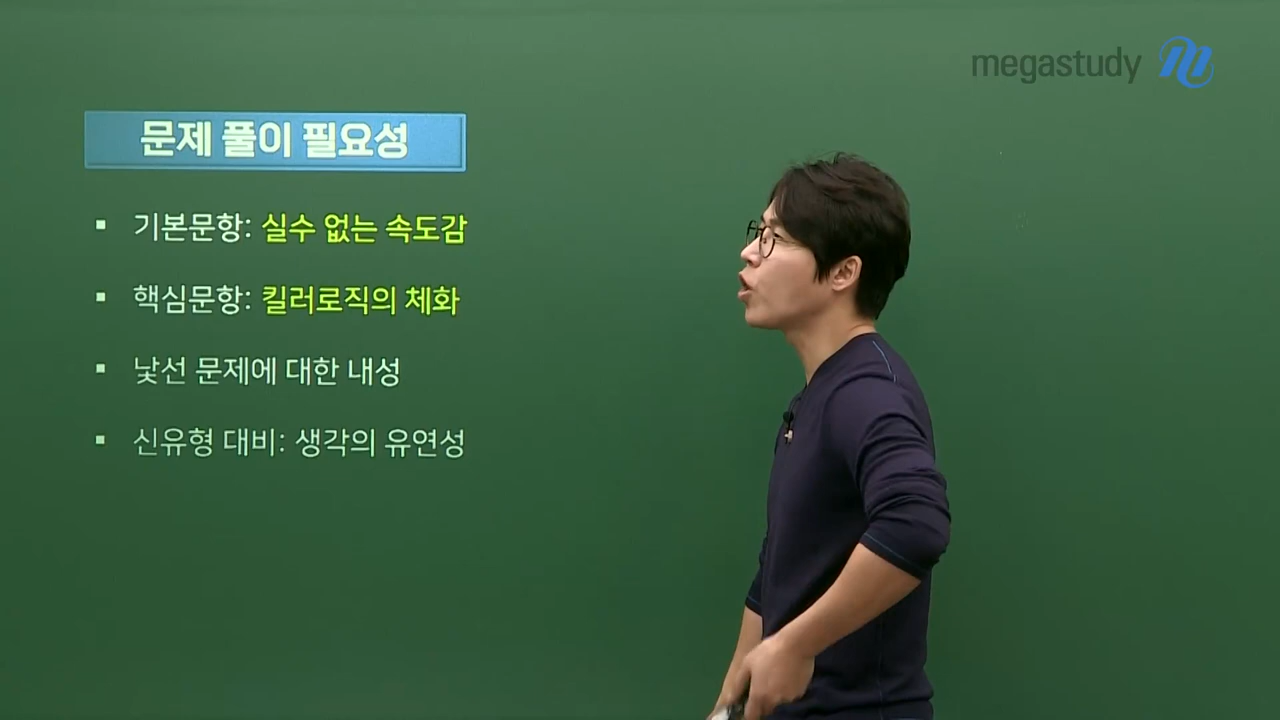 megastudy
문제 풀이 필요성
▪ 기본문항: 실수 없는 속도감
▪ 핵심문항: 킬러로직의 체화
▪ 낯선 문제에 대한 내성
▪ 신유형 대비: 생각의 유연성